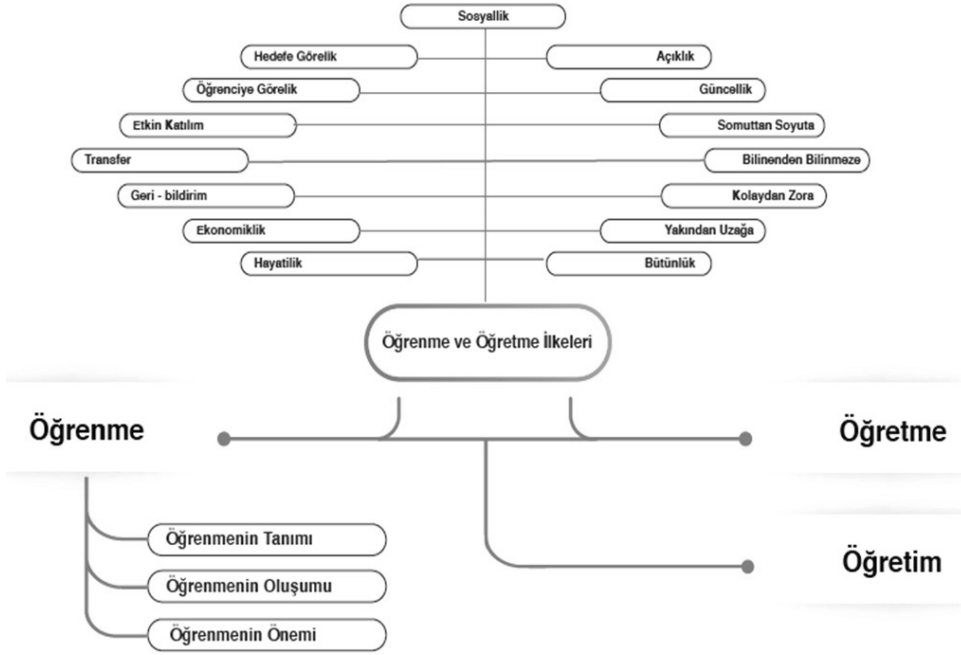 Sosyallik
Hedefe Görelik
Açıklık
Öğrenciye Görelik
Güncellik
Etkin Katılım
Somuttan Soyuta
Transfer
Bilinenden Bilinmeze
Geri - bildirim
Kolaydan Zora
Ekonomiklik
Yakından Uzağa
Hayatilik
Bütünlük
Öğrenme ve Öğretme İlkeleri
Öğrenme
Öğretme
Öğrenmenin Tanımı
Öğretim
Öğrenmenin Oluşumu
Öğrenmenin Önemi